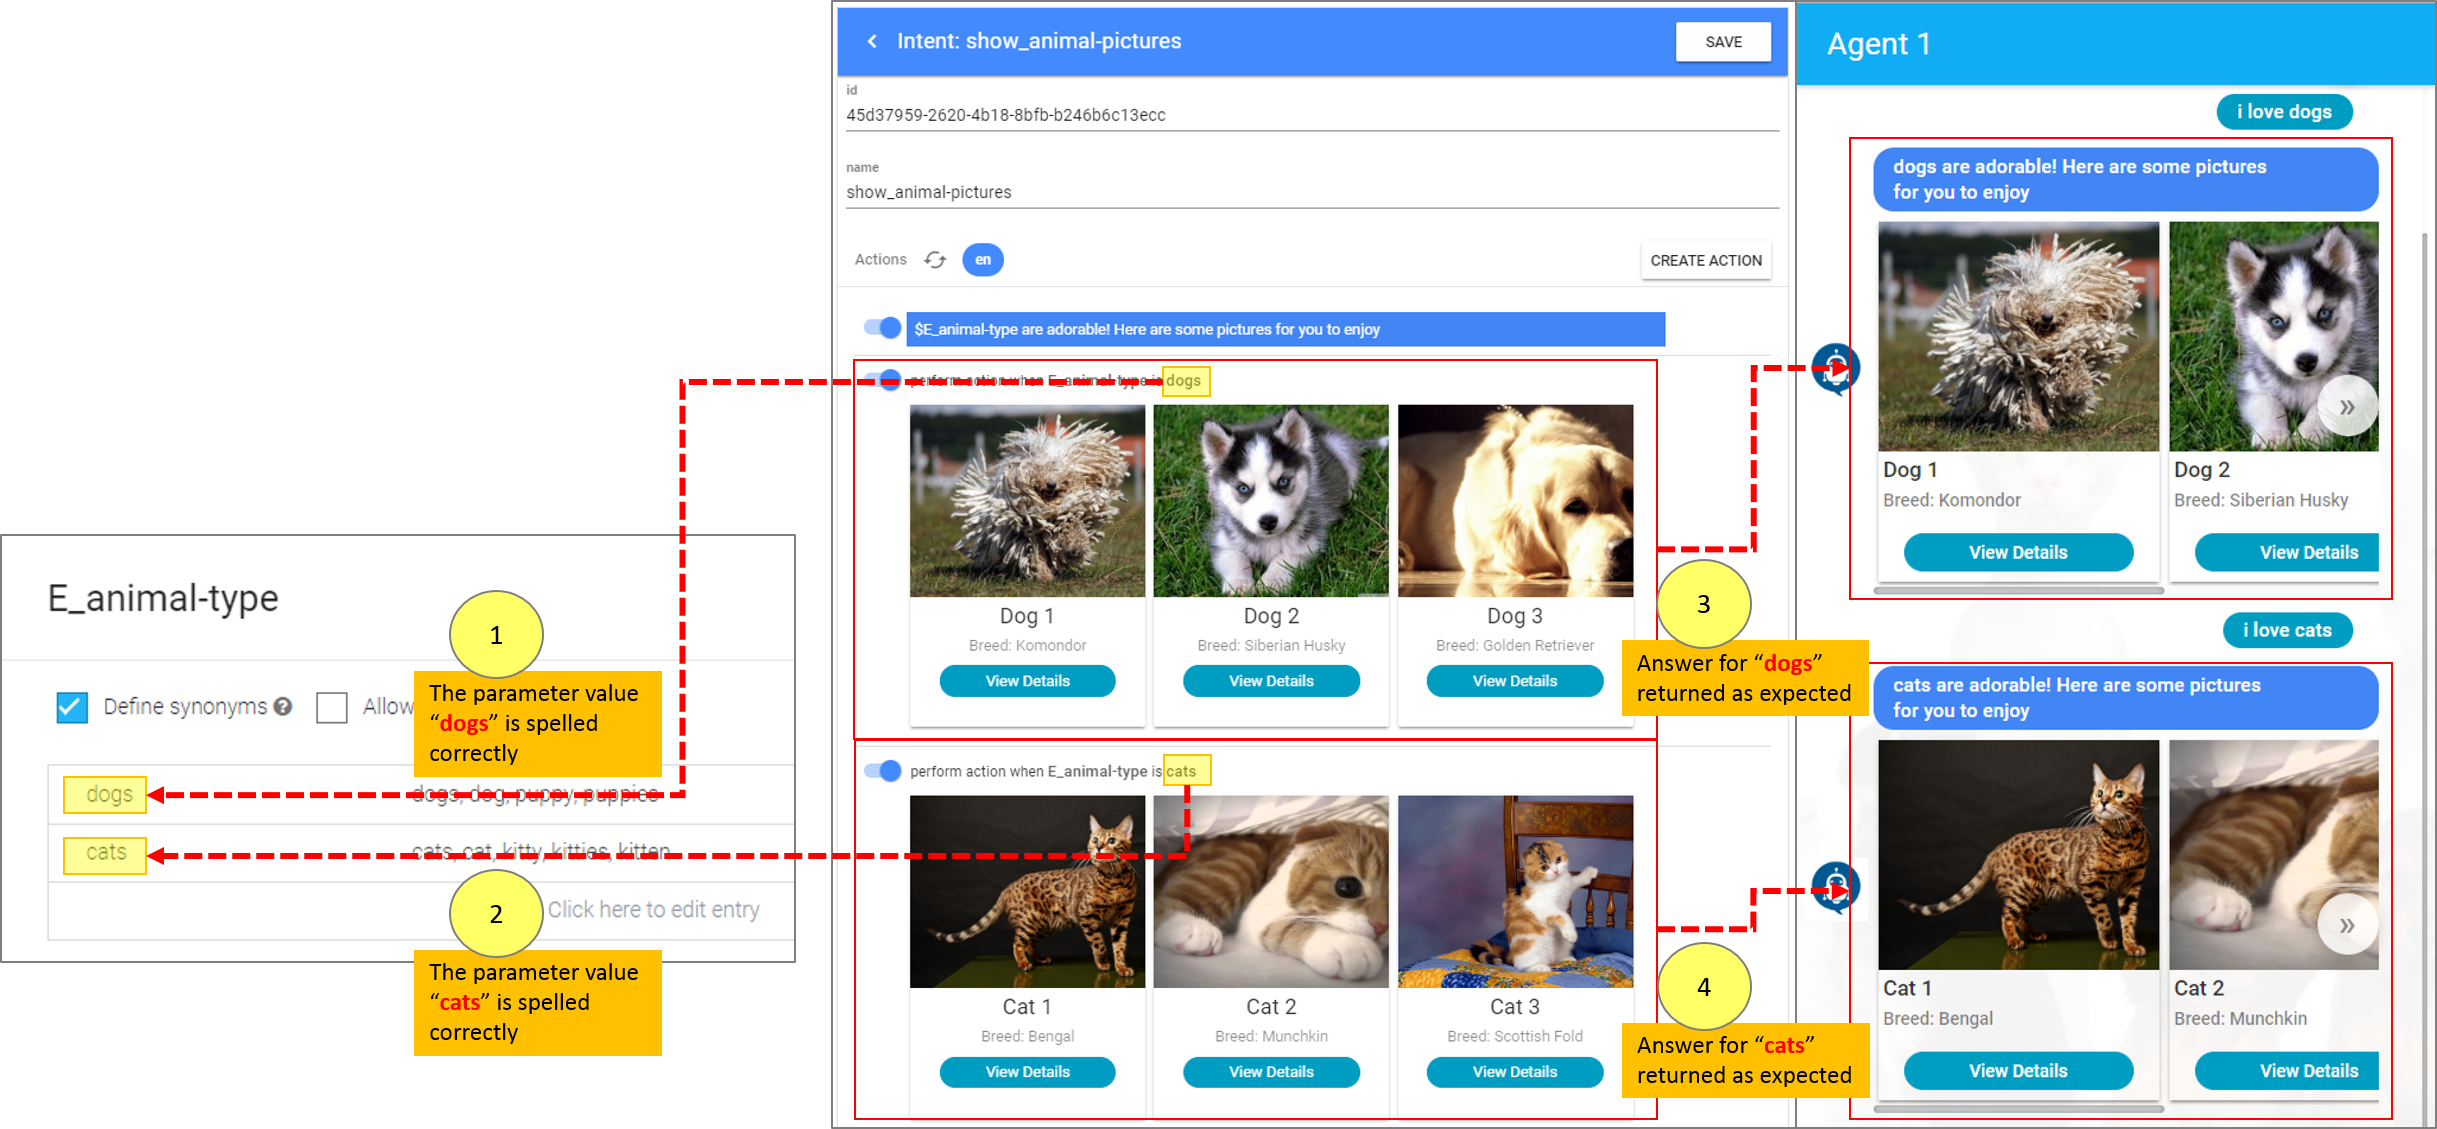 E_animal-type
Define synonyms
Allow
dogs
dogs, dog, puppy, puppies
cats
cats, cat, kitty, kitties, kitten
Click here to edit entry
1
The parameter value
“dogs” is spelled
correctly
2
The parameter value
“cats” is spelled
correctly
Intent: show_animal-pictures
SAVE
id
45d37959-2620-4b18-8bfb-b246b6c13ecc
name
show_animal-pictures
Actions
en
CREATE ACTION
$E_animal-type are adorable! Here are some pictures for you to enjoy
perform action when E_animal-type is dogs
Dog 1
Breed: Komondor
View Details
Dog 2
Breed: Siberian Husky
View Details
Dog 3
Breed: Golden Retriever
View Details
perform action when E_animal-type is cats
Cat 1
Breed: Bengal
View Details
Cat 2
Breed: Munchkin
View Details
Cat 3
Breed: Scottish Fold
View Details
3
Answer for “dogs”
returned as expected
4
Answer for “cats”
returned as expected
Agent 1
i love dogs
dogs are adorable! Here are some pictures
for you to enjoy
Dog 1
Breed: Komondor
View Details
Dog 2
Breed: Siberian Husky
View Details
i love cats
cats are adorable! Here are some pictures
for you to enjoy
Cat 1
Breed: Bengal
View Details
Cat 2
Breed: Munchkin
View Details